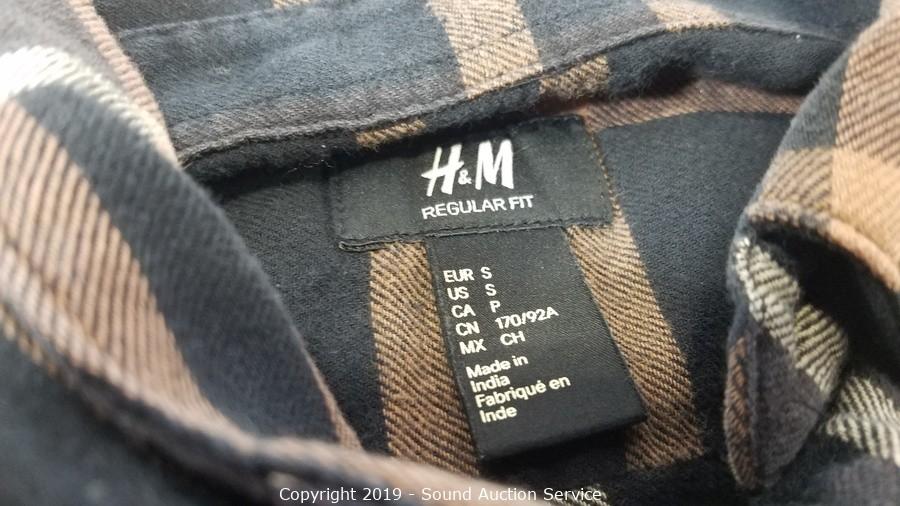 H&M
REGULAR FIT
EUR S
US S
CA P
CN 170/92A
MX CH
Made in
India
Fabriqué en
Inde
Copyright 2019 - Sound Auction Service